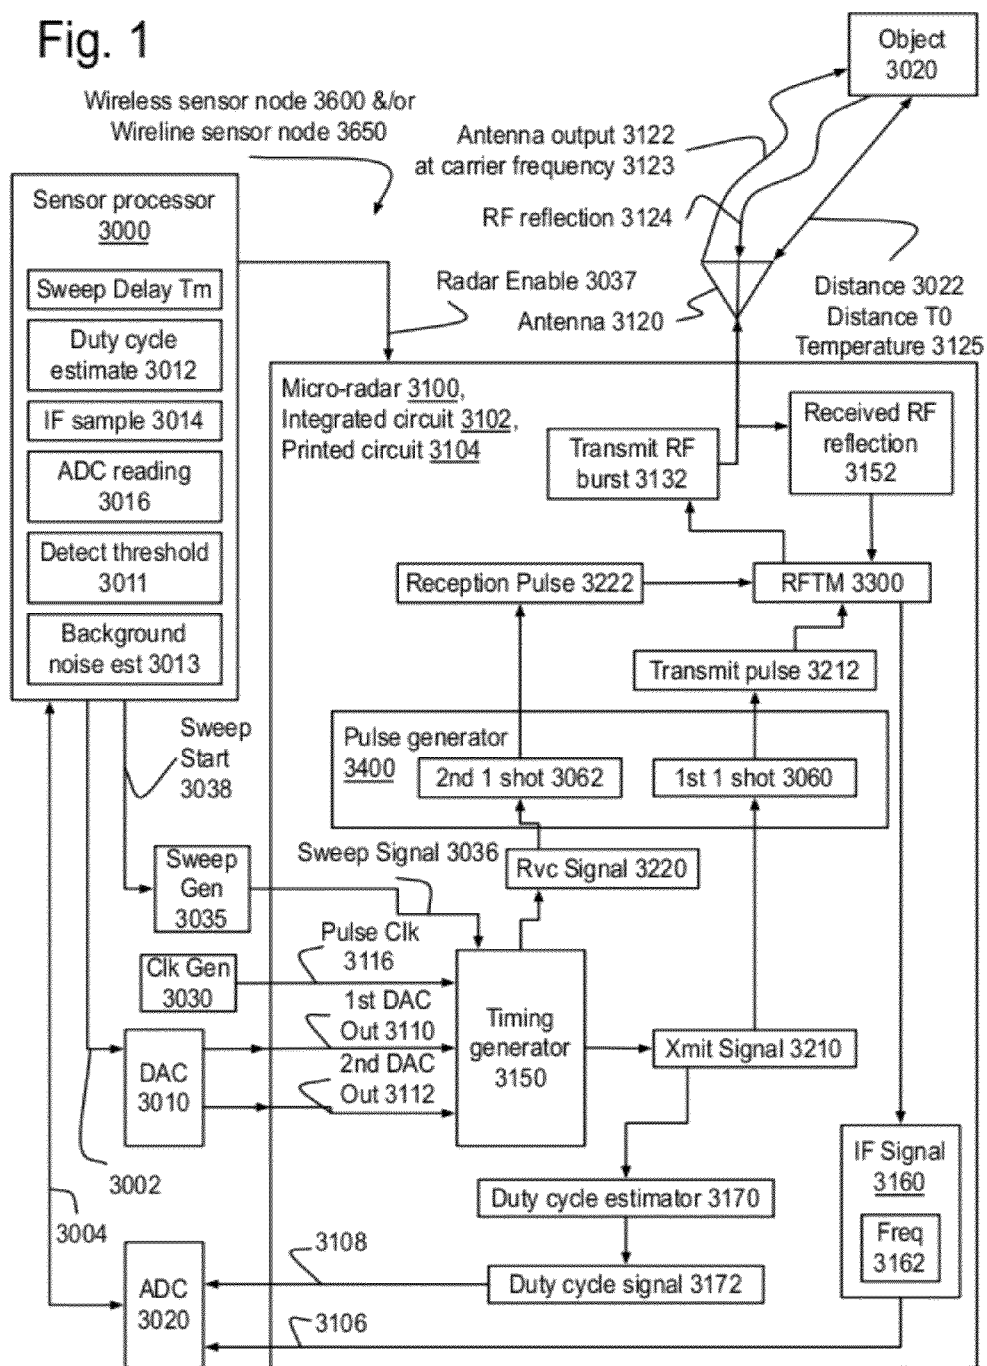 Fig. 1
Object
3020
Wireless sensor node 3600 &/or
Wireline sensor node 3650
Antenna output 3122
at carrier frequency 3123
RF reflection 3124
Sensor processor
3000
Sweep Delay Tm
Duty cycle
estimate 3012
IF sample 3014
ADC reading
3016
Detect threshold
3011
Background
noise est 3013
Radar Enable 3037
Antenna 3120
Distance 3022
Distance T0
Temperature 3125
Micro-radar 3100,
Integrated circuit 3102,
Printed circuit 3104
Transmit RF
burst 3132
Received RF
reflection
3152
Reception Pulse 3222
RFTM 3300
Transmit pulse 3212
Sweep
Start
3038
Pulse generator
3400
2nd 1 shot 3062
1st 1 shot 3060
Sweep Signal 3036
Rvc Signal 3220
Sweep
Gen
3035
Pulse Clk
3116
Clk Gen
3030
1st DAC
Out 3110
2nd DAC
Out 3112
Timing
generator
3150
Xmit Signal 3210
DAC
3010
3002
3004
IF Signal
3160
Freq
3162
Duty cycle estimator 3170
3108
Duty cycle signal 3172
ADC
3020
3106